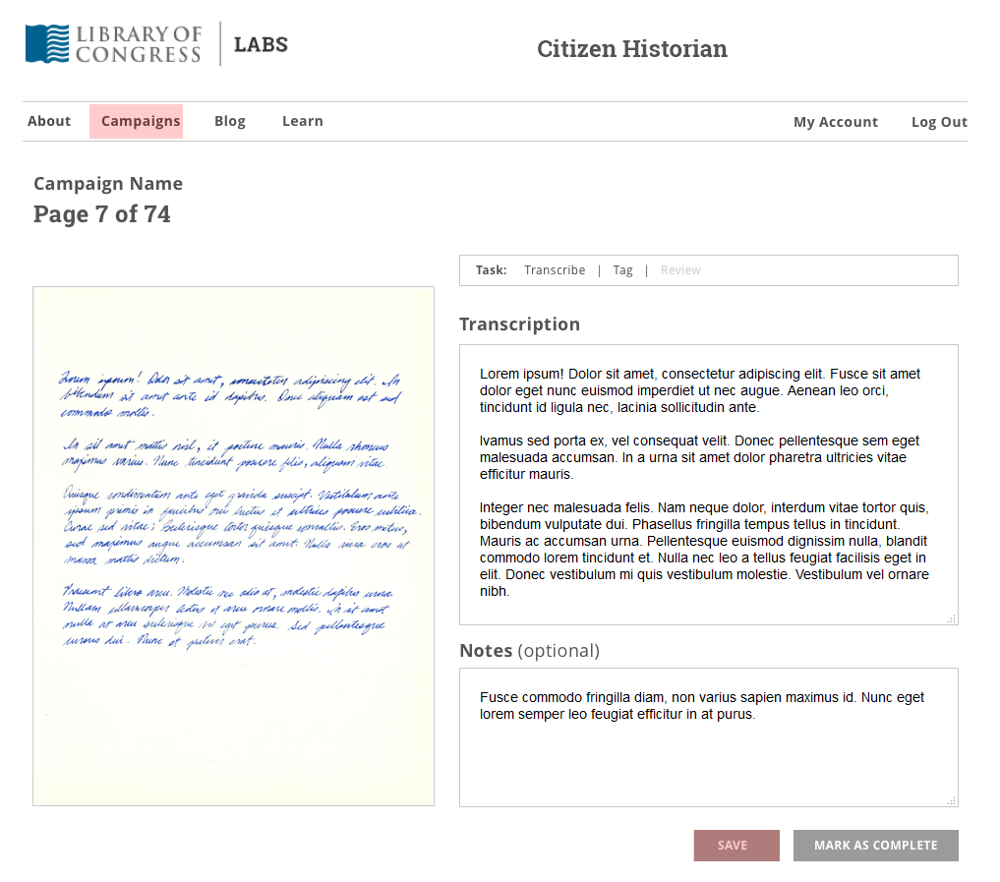 LIBRARY OF
CONGRESS
LABS
Citizen Historian
About Campaigns Blog Learn My Account Log Out
Campaign Name
Page 7 of 74
Lorem ipsum! Dolor sit amet, consectetur adipiscing elit. In
bibendum sit amet ante id dapibus. Donec aliquam est sed
commodo mollis.
In sit amet mattis nisl, it posture mauris. Nulla rhoncus
maximus varius. Nunc tincidunt posuere felis, aliquam vitae.
Quisque condimentum ante eget gravida suscipit. Vestibulum ante
ipsum primis in faucibus orci luctus et ultrices posuere cubilia.
Curae sed vitae; Scelerisque tortor quisque convallis. Eros metus,
sed maximus augue accumsan sit amet. Nulla urna eros at
massa mattis dictum.
Praesent libero arcu. Molestie nec odio at, molestie dapibus urna.
Nullam ullamcorper lectus et arcu ornare mollis. In at amet
nulla at arcu scelerisque eget purus. Sed pellentesque
cursus dui. Nunc et pretium erat.
Task: Transcribe | Tag | Review
Transcription
Lorem ipsum! Dolor sit amet, consectetur adipiscing elit. Fusce sit amet
dolor eget nunc euismod imperdiet ut nec augue. Aenean leo orci,
tincidunt id ligula nec, lacinia sollicitudin ante.
Ivamus sed porta ex, vel consequat velit. Donec pellentesque sem eget
malesuada accumsan. In a urna sit amet dolor pharetra ultricies vitae
efficitur mauris.
Integer nec malesuada felis. Nam neque dolor, interdum vitae tortor quis,
bibendum vulputate dui. Phasellus fringilla tempus tellus in tincidunt.
Mauris ac accumsan urna. Pellentesque euismod dignissim nulla, blandit
commodo lorem tincidunt et. Nulla nec leo a tellus feugiat facilisis eget in
elit. Donec vestibulum mi quis vestibulum molestie. Vestibulum vel ornare
nibh.
Notes (optional)
Fusce commodo fringilla diam, non varius sapien maximus id. Nunc eget
lorem semper leo feugiat efficitur in at purus.
SAVE MARK AS COMPLETE